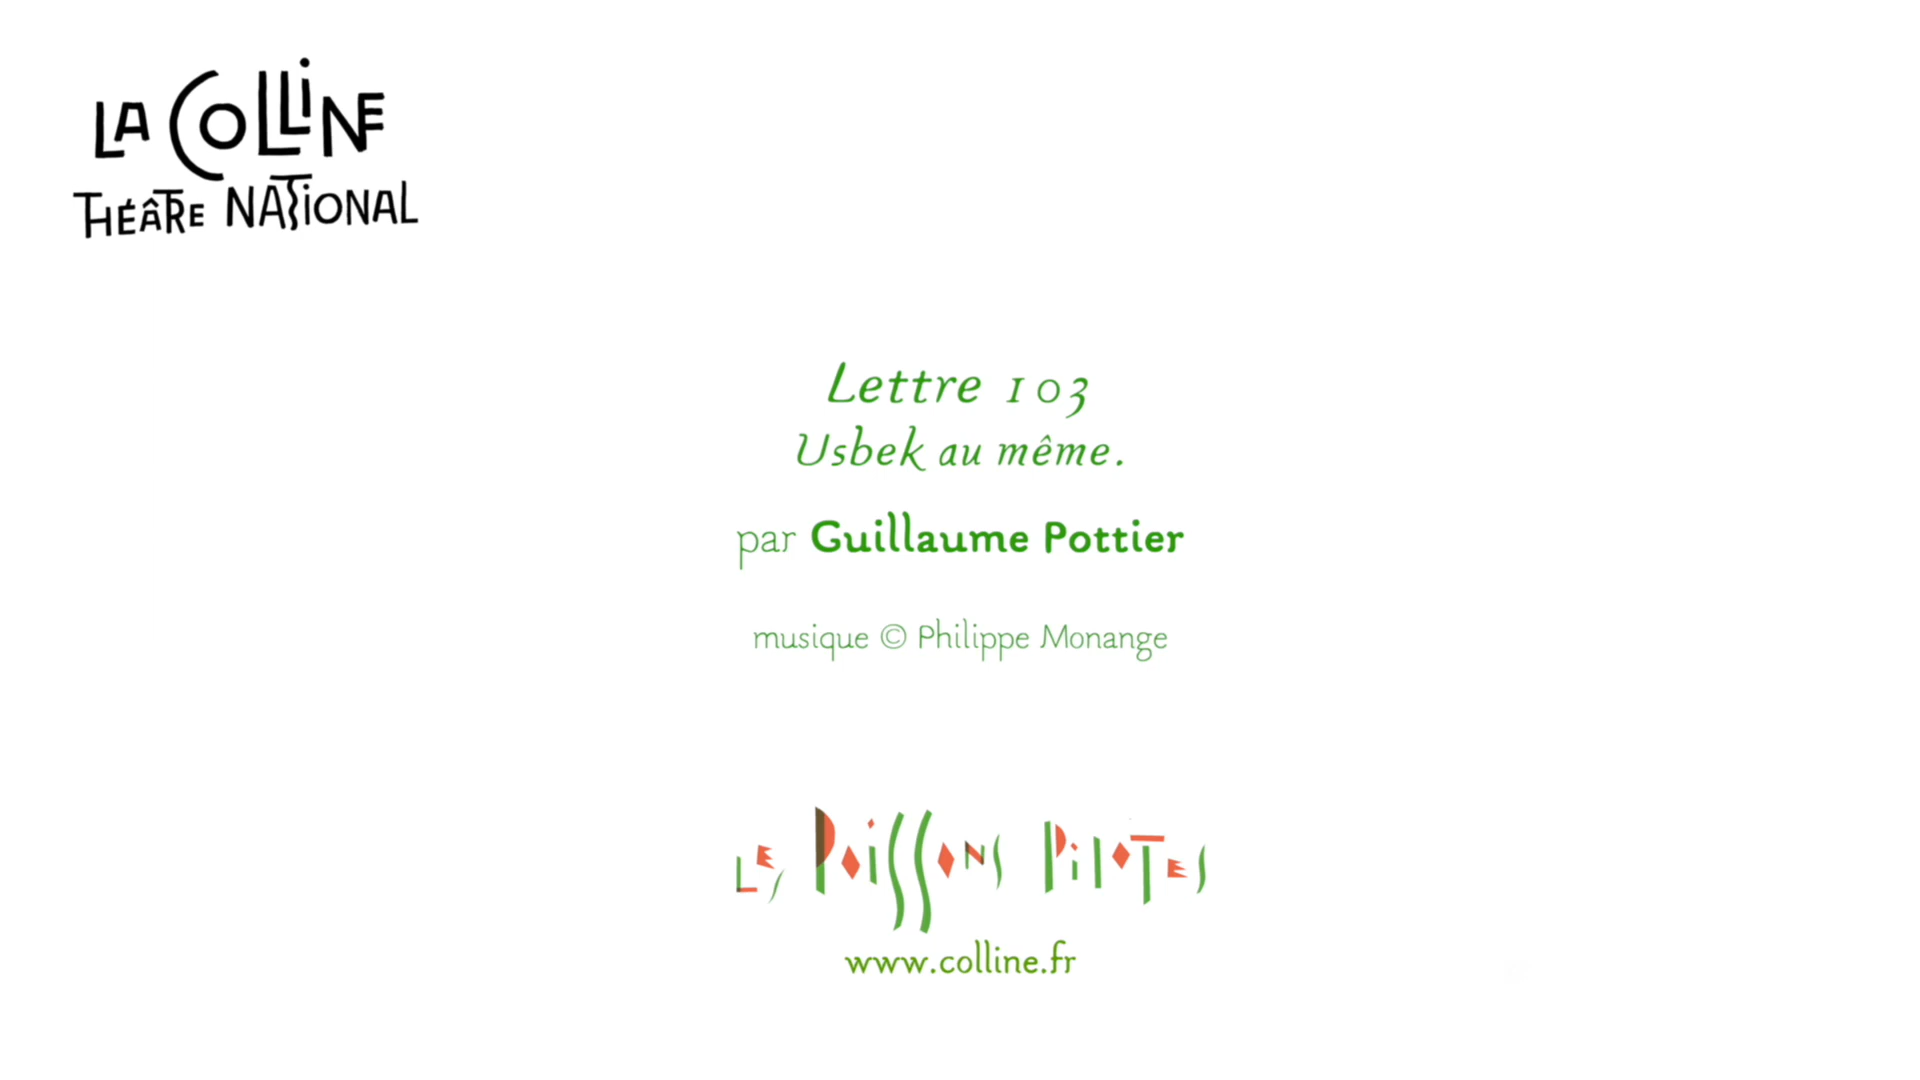 LA COLLiNE
THÉÂTRE NATiONAL
Lettre 103
Usbek au même.
par Guillaume Pottier
musique © Philippe Monange
LES POiSSONS PiLOTES
www.colline.fr